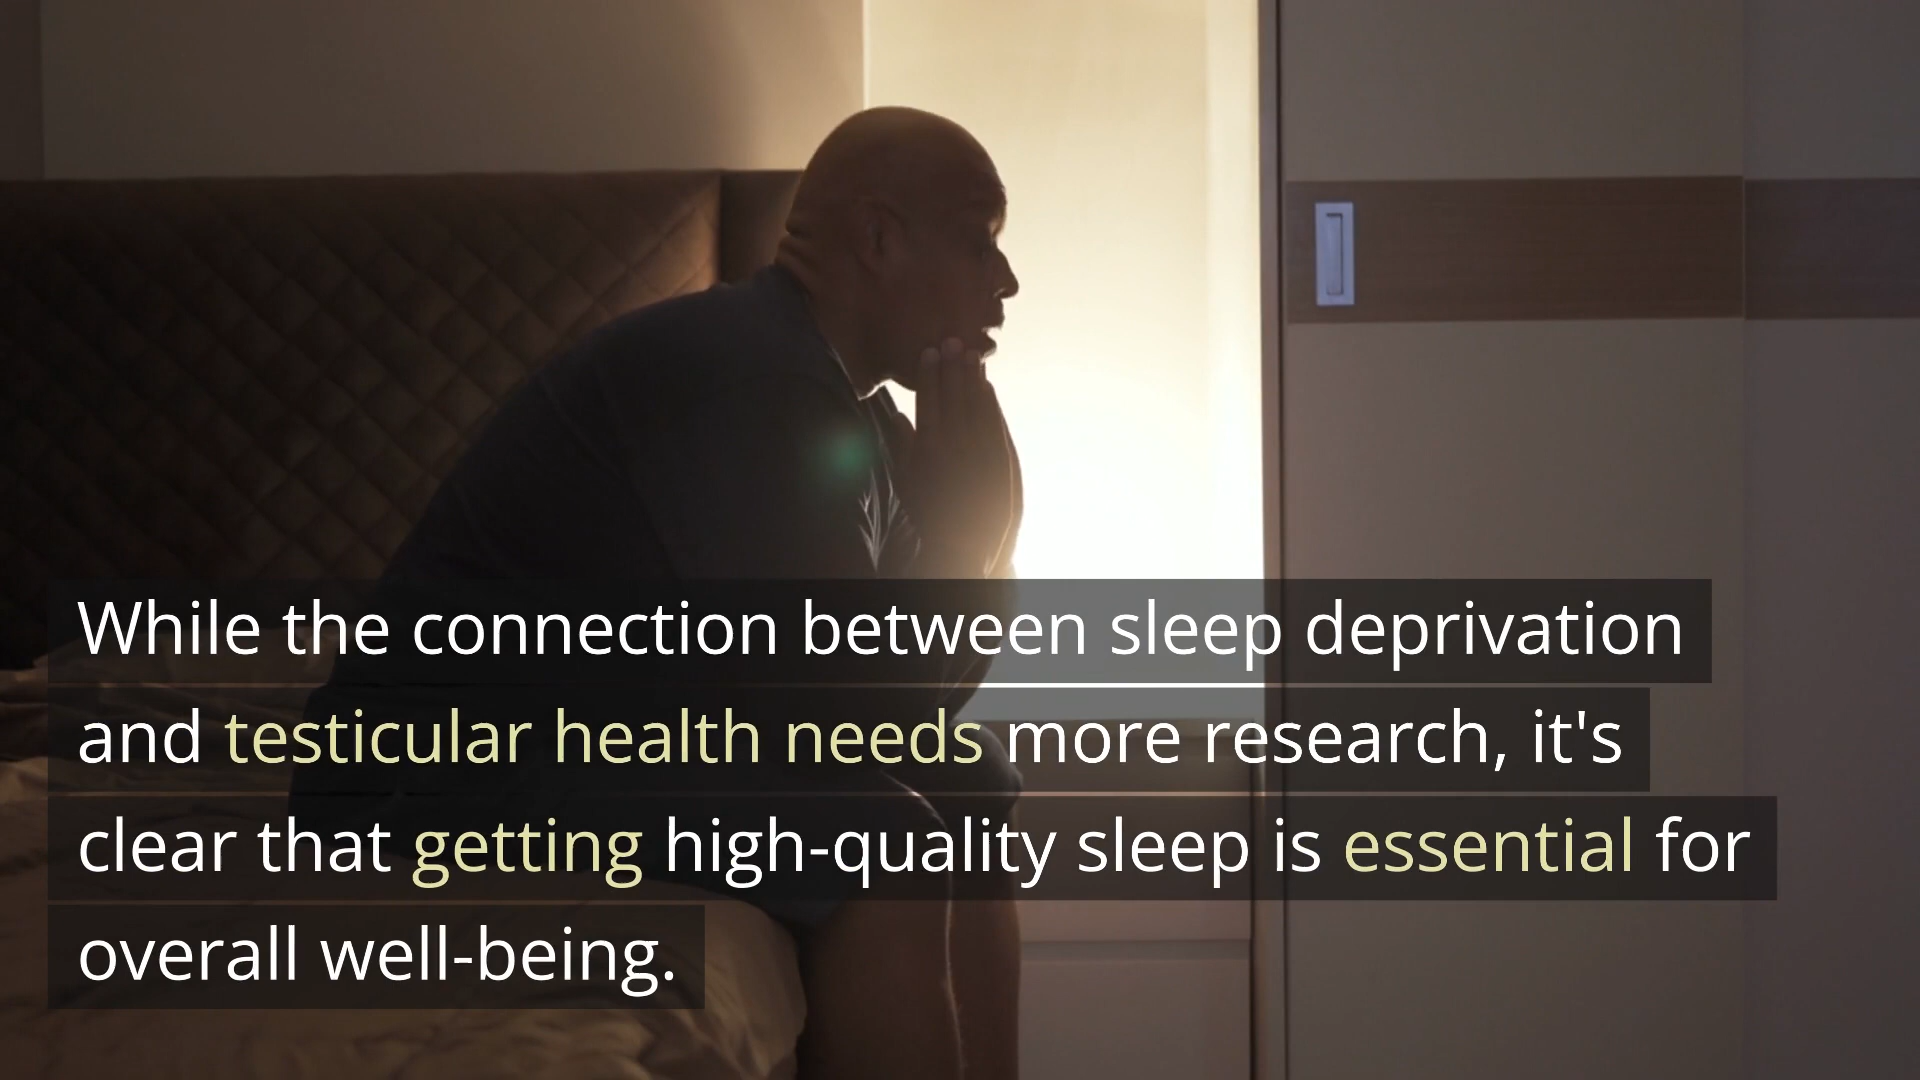 While the connection between sleep deprivation
and testicular health needs more research, it's
clear that getting high-quality sleep is essential for
overall well-being.